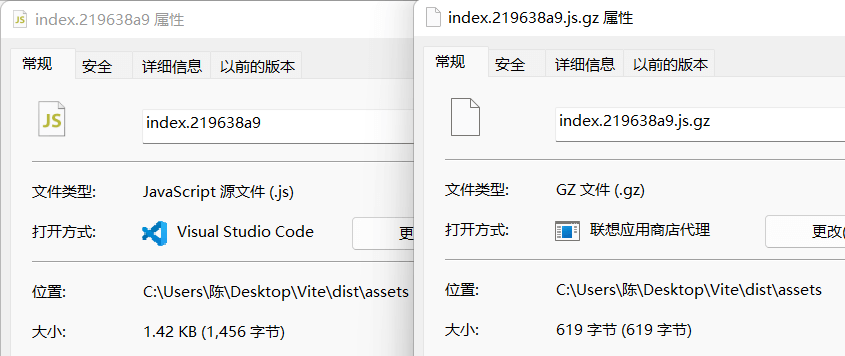 index.219638a9 属性
常规 安全 详细信息 以前的版本
JS
index.219638a9
文件类型: JavaScript 源文件 (.js)
打开方式: Visual Studio Code 更
位置: C:\Users\陈\Desktop\Vite\dist\assets
大小: 1.42 KB (1,456 字节)
index.219638a9.js.gz 属性
常规 安全 详细信息 以前的版本
index.219638a9.js.gz
文件类型: GZ 文件 (.gz)
打开方式: 联想应用商店代理 更改(
位置: C:\Users\陈\Desktop\Vite\dist\assets
大小: 619 字节 (619 字节)